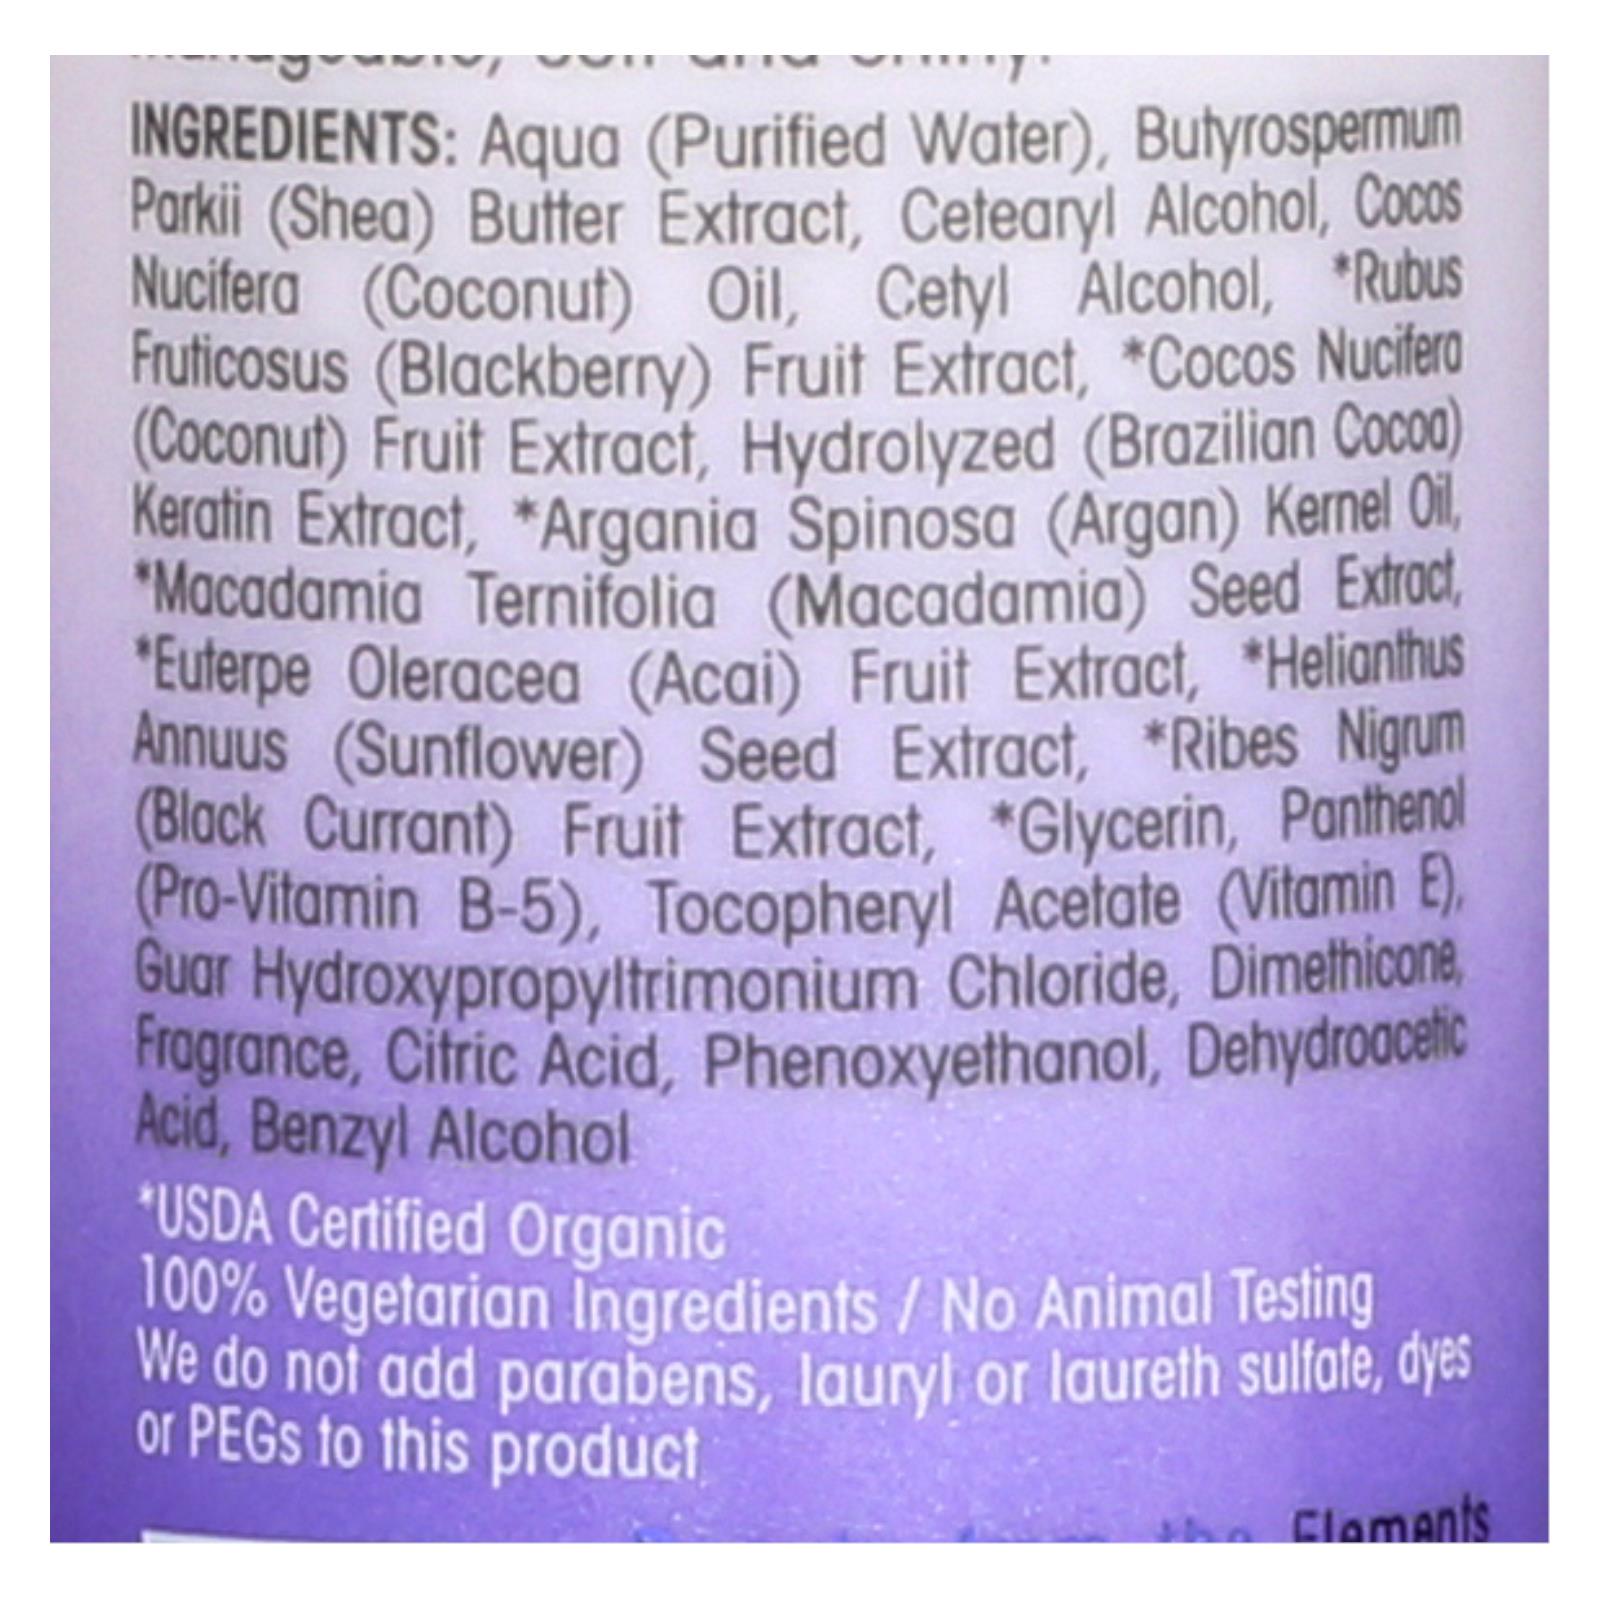 INGREDIENTS: Aqua (Purified Water), Butyrospermum
Parkii (Shea) Butter Extract, Cetearyl Alcohol, Cocos
Nucifera (Coconut) Oil, Cetyl Alcohol, *Rubus
Fruticosus (Blackberry) Fruit Extract, *Cocos Nucifera
(Coconut) Fruit Extract, Hydrolyzed (Brazilian Cocoa)
Keratin Extract, *Argania Spinosa (Argan) Kernel Oil,
*Macadamia Ternifolia (Macadamia) Seed Extract,
*Euterpe Oleracea (Acai) Fruit Extract, *Helianthus
Annuus (Sunflower) Seed Extract, *Ribes Nigrum
(Black Currant) Fruit Extract, *Glycerin, Panthenol
(Pro-Vitamin B-5), Tocopheryl Acetate (Vitamin E),
Guar Hydroxypropyltrimonium Chloride, Dimethicone,
Fragrance, Citric Acid, Phenoxyethanol, Dehydroacetic
Acid, Benzyl Alcohol
*USDA Certified Organic
100% Vegetarian Ingredients / No Animal Testing
We do not add parabens, lauryl or laureth sulfate, dyes
or PEGs to this product
the Elements